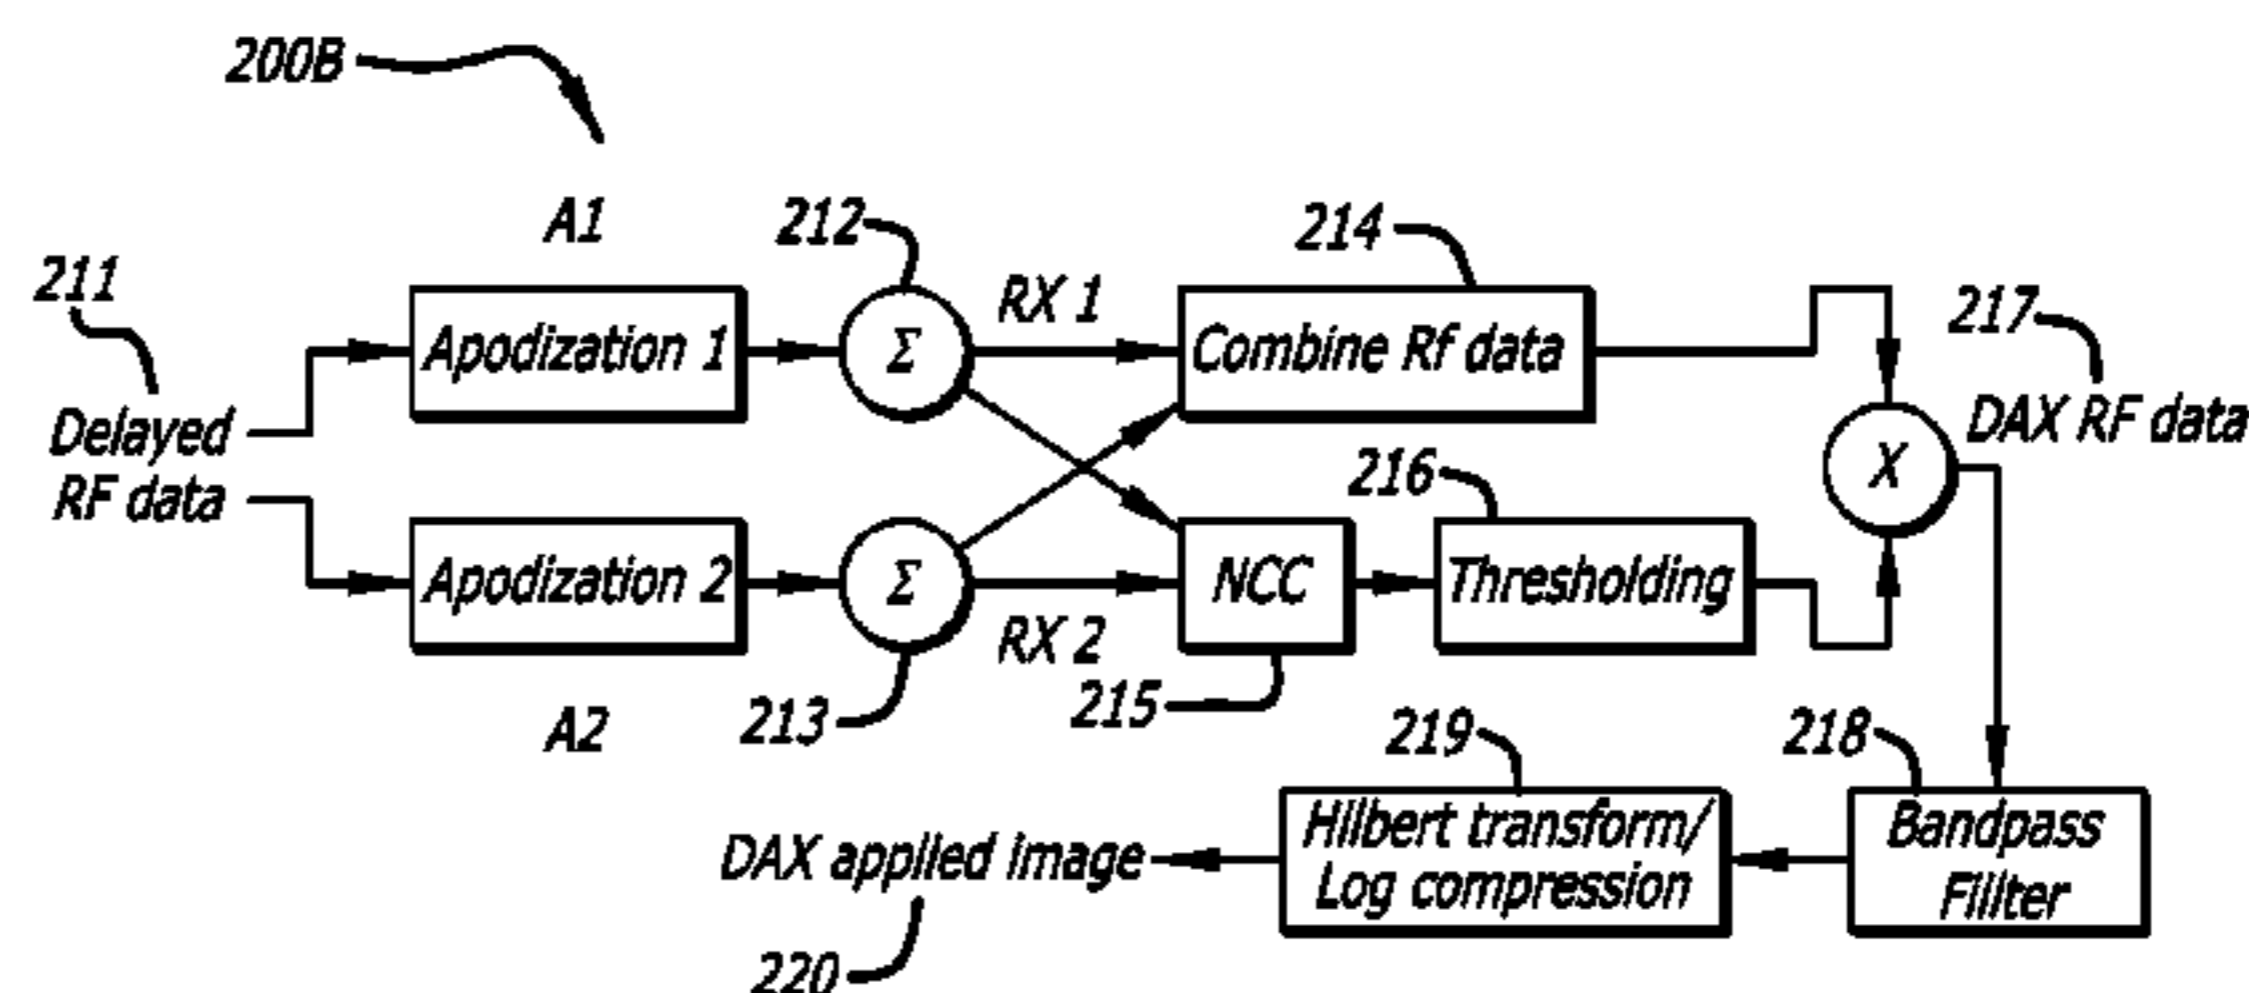 200B
A1
212
214
211
RX 1
217
Apodization 1
Σ
Combine Rf data
Delayed
RF data
DAX RF data
X
216
Apodization 2
Σ
NCC
Thresholding
RX 2
A2
213
215
219
218
Hilbert transform/
Log compression
Bandpass
Fillter
DAX applied image
220